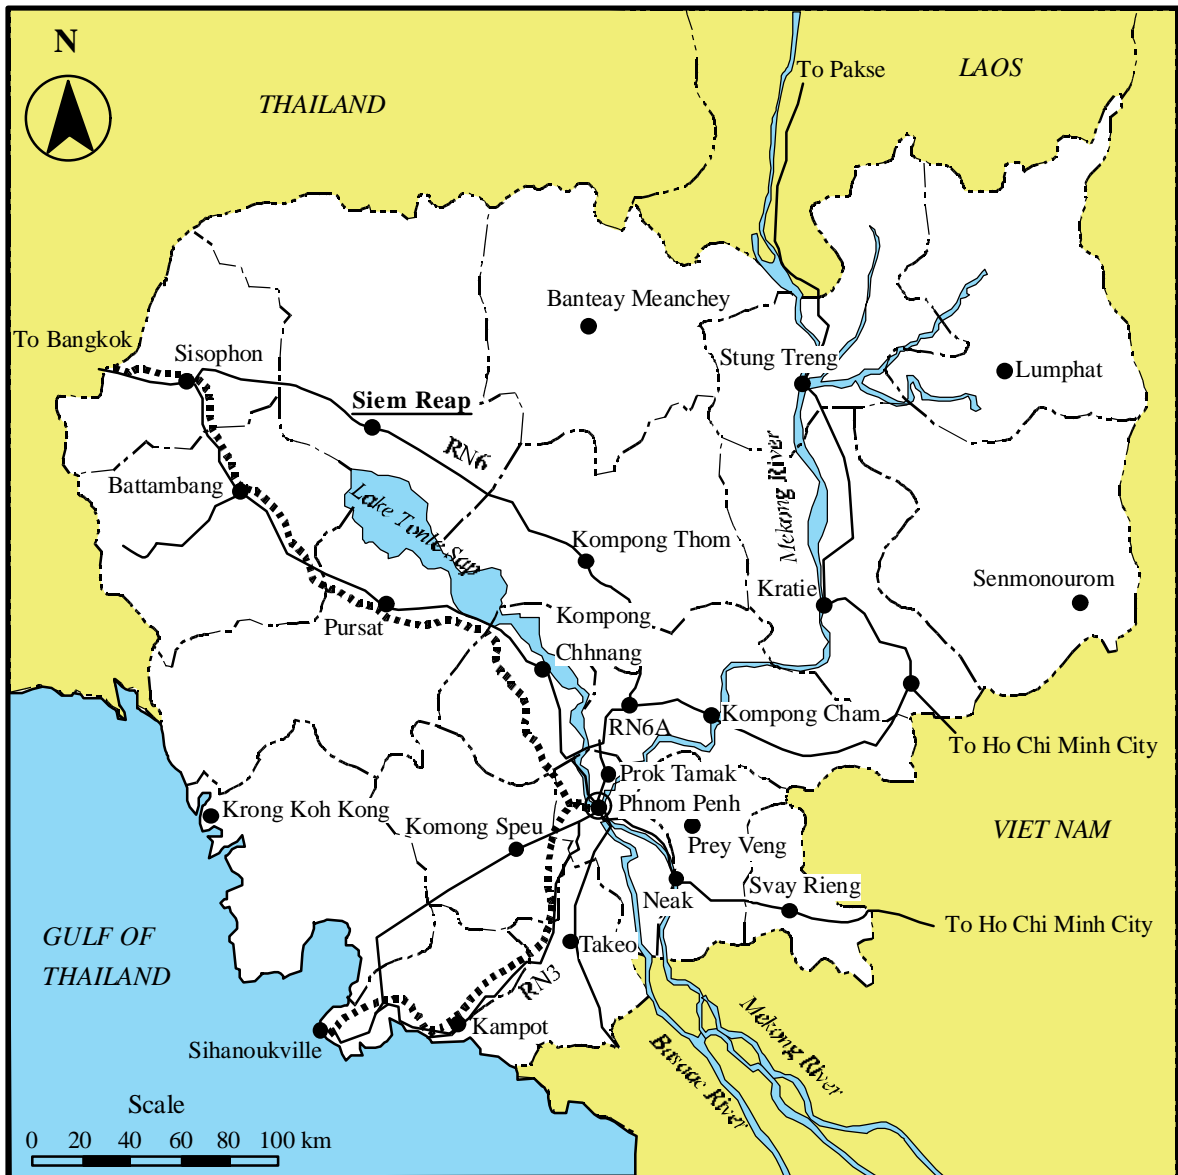 N
To Pakse
LAOS
THAILAND
Banteay Meanchey
To Bangkok
Sisophon
Stung Treng
Lumphat
Siem Reap
RN6
Mekong River
Battambang
Lake Tonle Sap
Kompong Thom
Senmonourom
Kratie
Pursat
Kompong
Chhnang
RN6A
Kompong Cham
To Ho Chi Minh City
Prok Tamak
Phnom Penh
Krong Koh Kong
Komong Speu
Prey Veng
VIET NAM
Neak
Svay Rieng
To Ho Chi Minh City
GULF OF
THAILAND
Takeo
RN3
Kampot
Sihanoukville
Mekong River
Basaac River
Scale
0 20 40 60 80 100 km